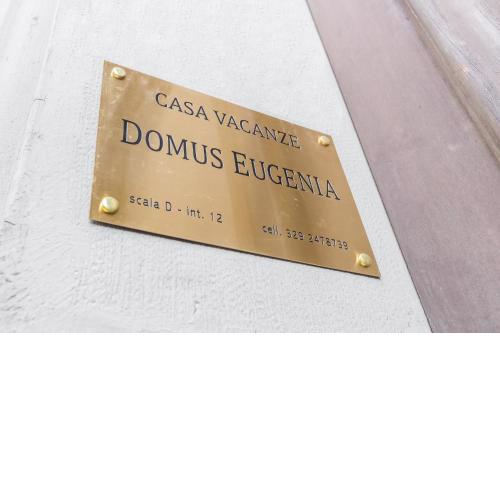 CASA VACANZE
DOMUS EUGENIA
scala D - int. 12 cell. 329 2478739